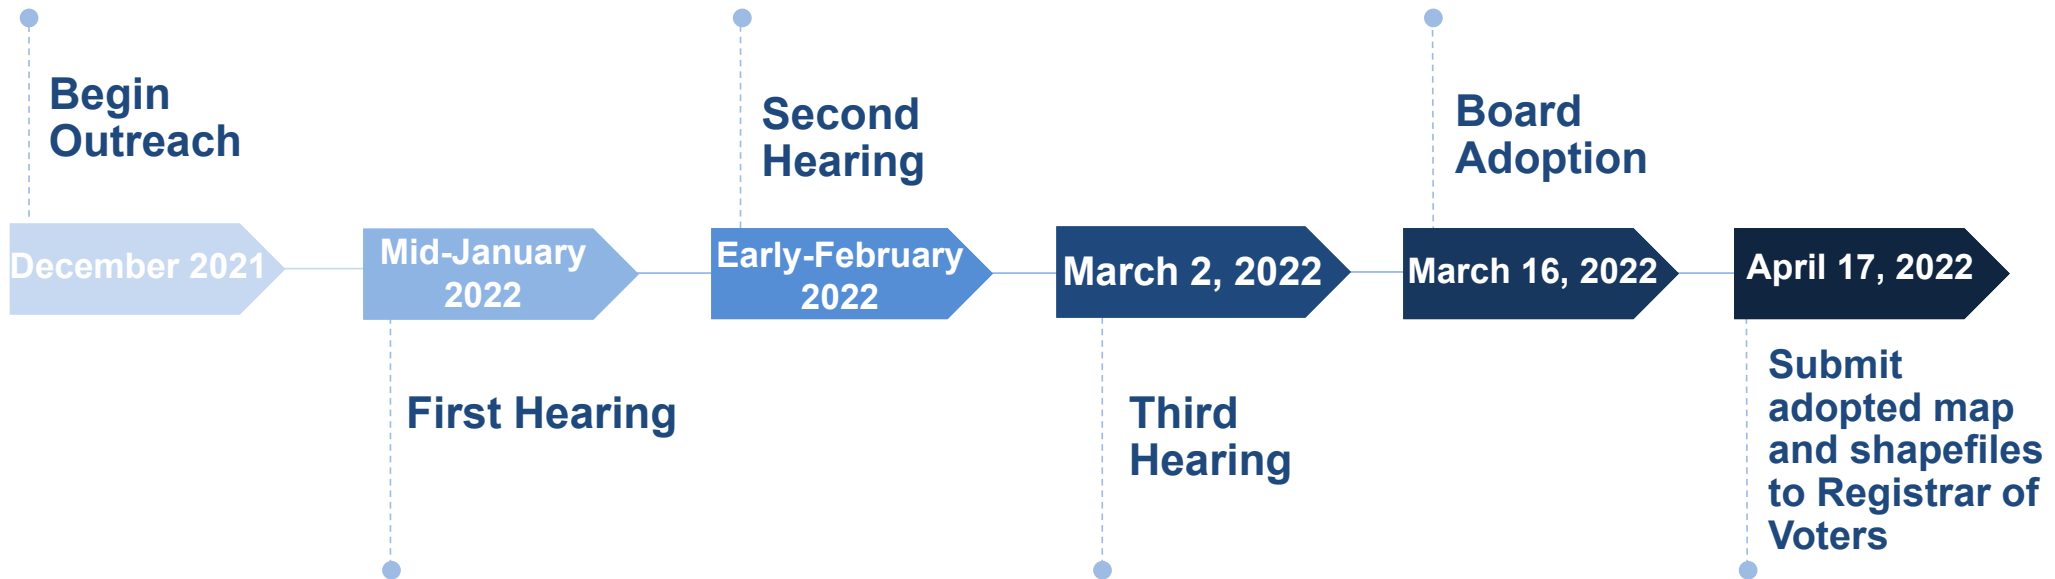 Begin
Outreach
December 2021
Mid-January
2022
First Hearing
Second
Hearing
Early-February
2022
March 2, 2022
Third
Hearing
Board
Adoption
March 16, 2022
April 17, 2022
Submit
adopted map
and shapefiles
to Registrar of
Voters